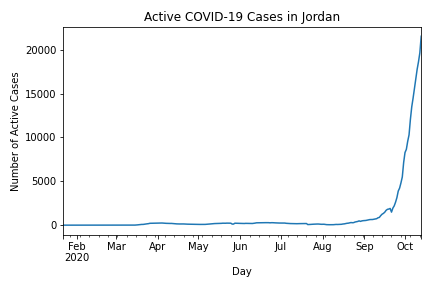 Active COVID-19 Cases in Jordan
Number of Active Cases
20000
15000
10000
5000
0
Feb Mar Apr May Jun Jul Aug Sep Oct
2020
Day